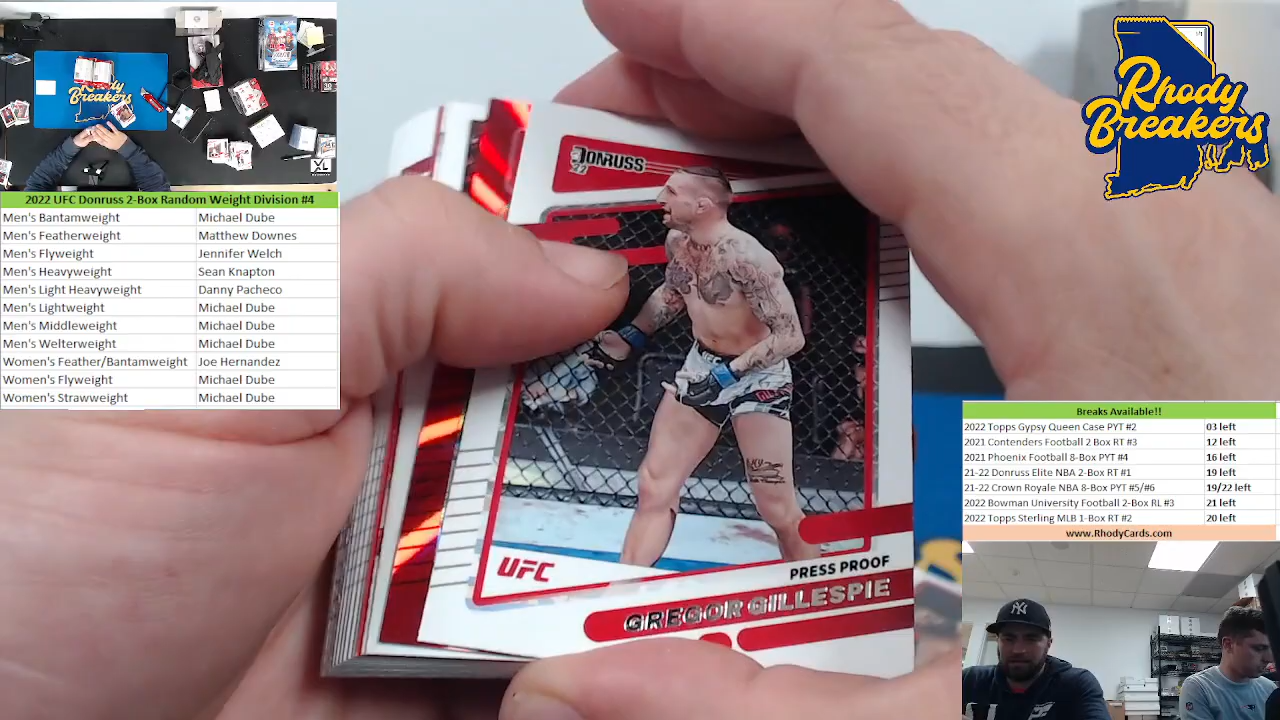 2022 UFC Donruss 2-Box Random Weight Division #4
Men's Bantamweight Michael Dube
Men's Featherweight Matthew Downes
Men's Flyweight Jennifer Welch
Men's Heavyweight Sean Knapton
Men's Light Heavyweight Danny Pacheco
Men's Lightweight Michael Dube
Men's Middleweight Michael Dube
Men's Welterweight Michael Dube
Women's Feather/Bantamweight Joe Hernandez
Women's Flyweight Michael Dube
Women's Strawweight Michael Dube
Rhody
Breakers
XL
DONRUSS
22
UFC
PRESS PROOF
GREGOR GILLESPIE
1/1
Rhody
Breakers
Breaks Available!!
2022 Topps Gypsy Queen Case PYT #2 03 left
2021 Contenders Football 2 Box RT #3 12 left
2021 Phoenix Football 8-Box PYT #4 16 left
21-22 Donruss Elite NBA 2-Box RT #1 19 left
21-22 Crown Royale NBA 8-Box PYT #5/#6 19/22 left
2022 Bowman University Football 2-Box RL #3 21 left
2022 Topps Sterling MLB 1-Box RT #2 20 left
www.RhodyCards.com